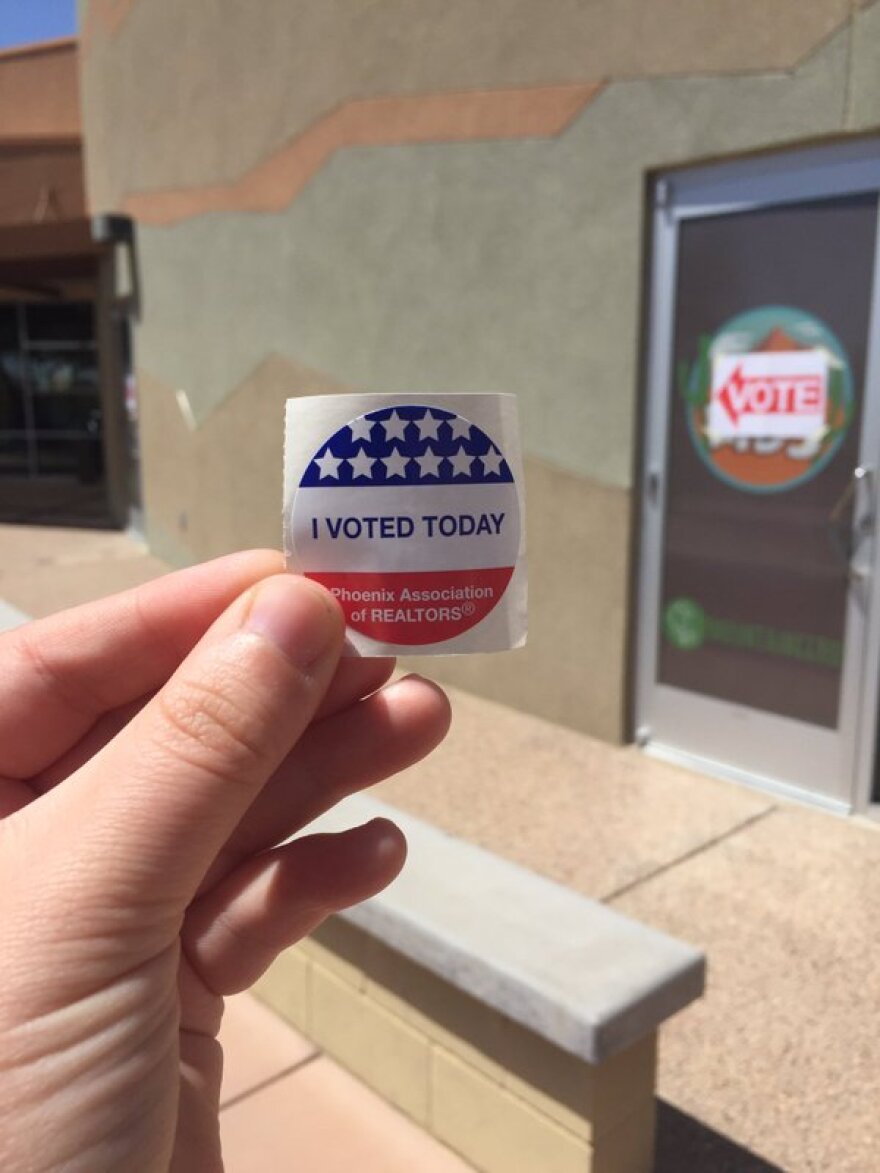 I VOTED TODAY
Phoenix Association
of REALTORS®
VOTE